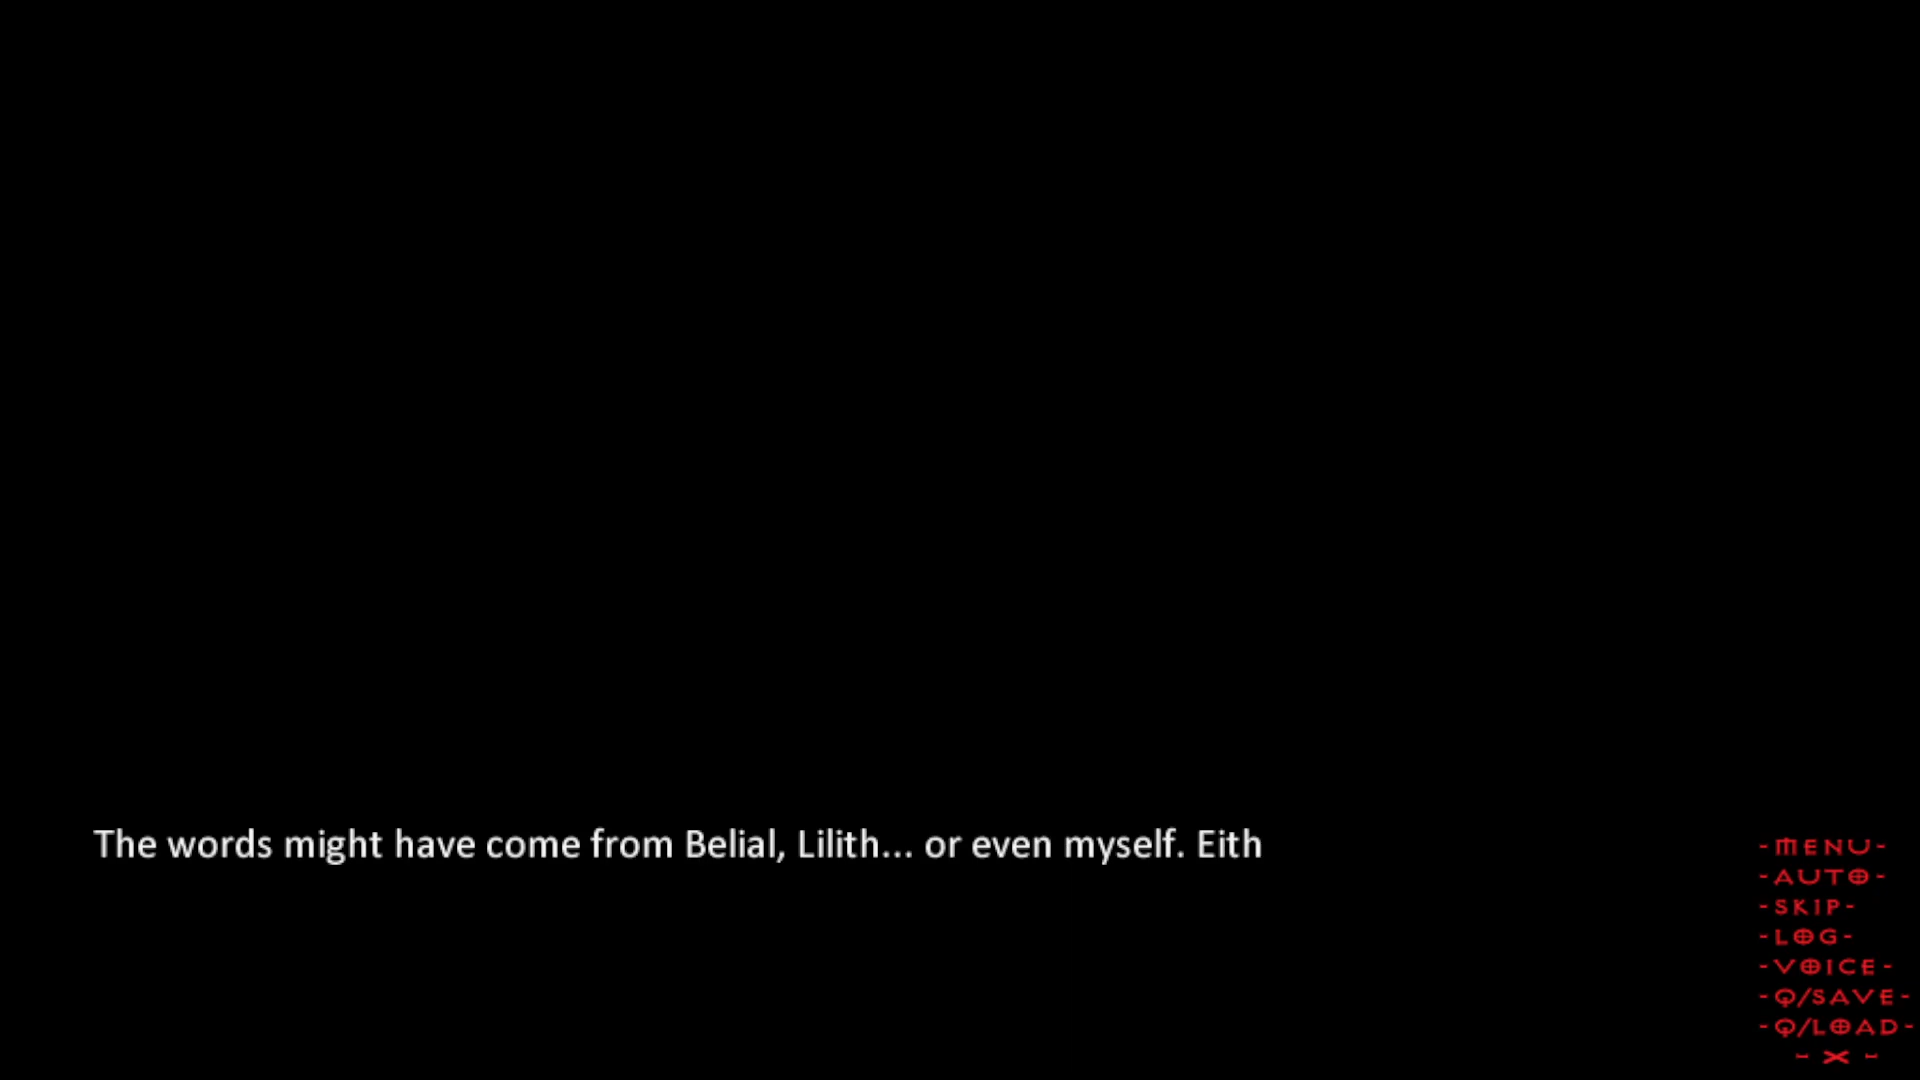 The words might have come from Belial, Lilith... or even myself. Eith
-MENU-
-AUTO-
-SKIP-
-LOG-
-VOICE-
-Q/SAVE-
-Q/LOAD-
- X -